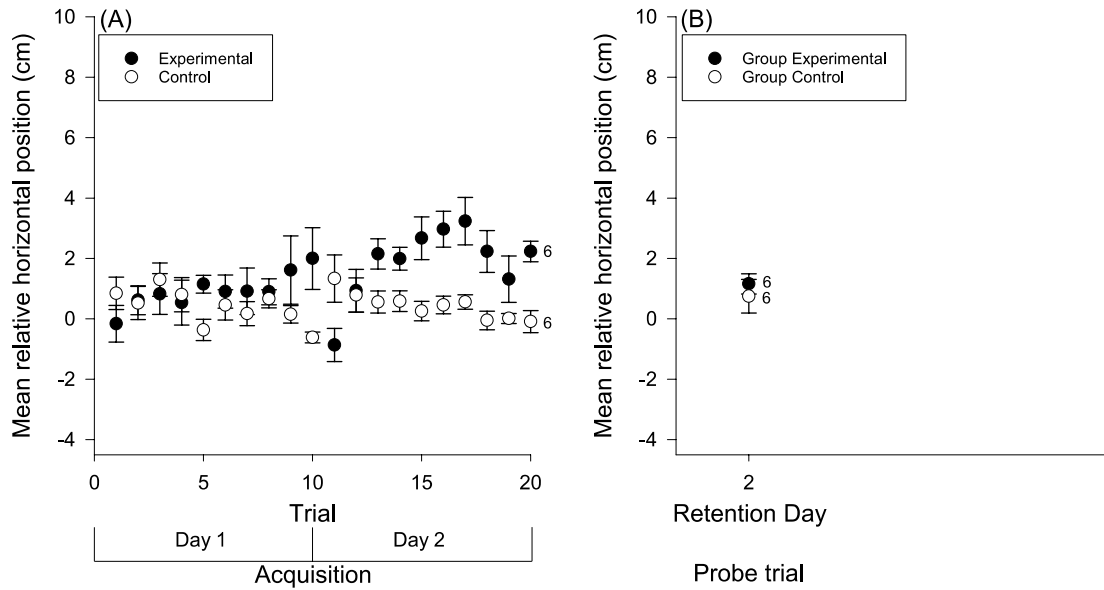 (A)
Mean relative horizontal position (cm)
10
8
6
4
2
0
-2
-4
Experimental
Control
6
6
0 5 10 15 20
Trial
Day 1 Day 2
Acquisition
(B)
Mean relative horizontal position (cm)
10
8
6
4
2
0
-2
-4
Group Experimental
Group Control
6
6
2
Retention Day
Probe trial